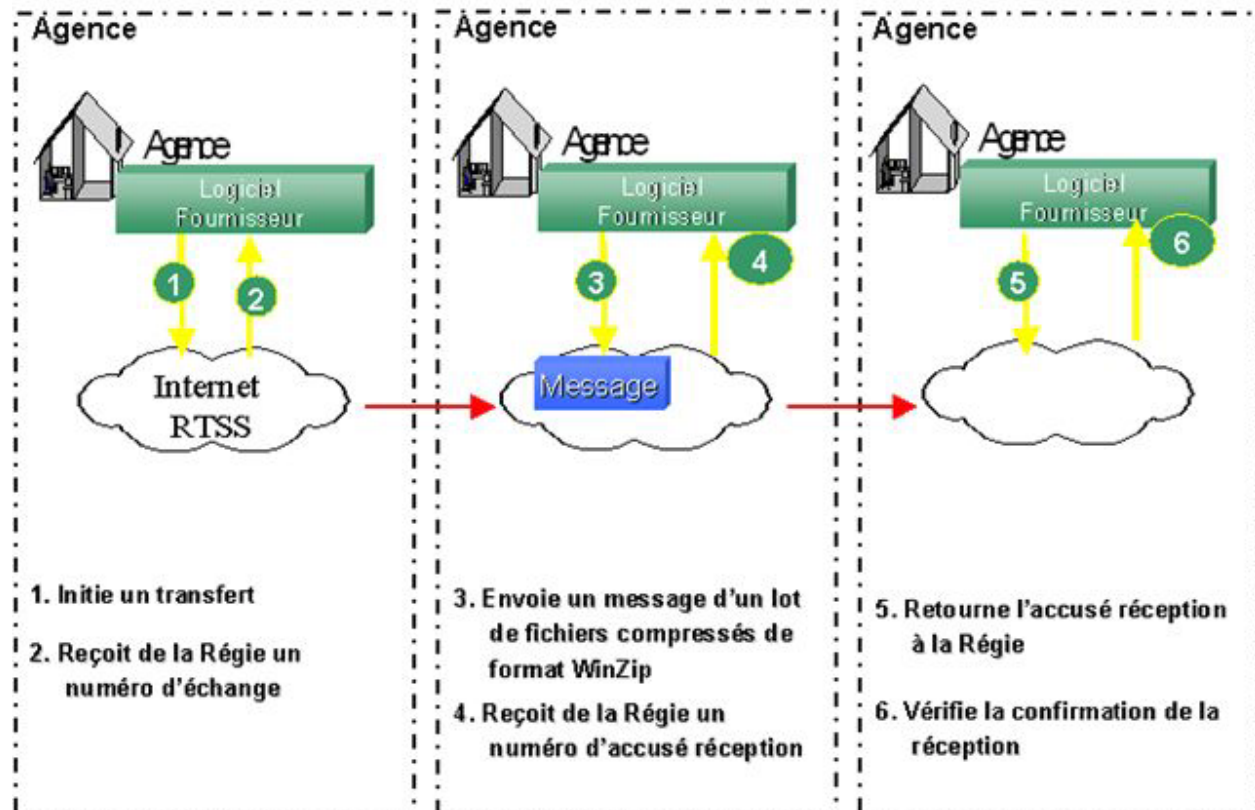 Agence
Agence
Logiciel
Fournisseur
1
2
Internet
RTSS
1. Initie un transfert
2. Reçoit de la Régie un
numéro d'échange
Agence
Agence
Logiciel
Fournisseur
3
4
Message
3. Envoie un message d'un lot
de fichiers compressés de
format WinZip
4. Reçoit de la Régie un
numéro d'accusé réception
Agence
Agence
Logiciel
Fournisseur
5
6
5. Retourne l'accusé réception
à la Régie
6. Vérifie la confirmation de la
réception